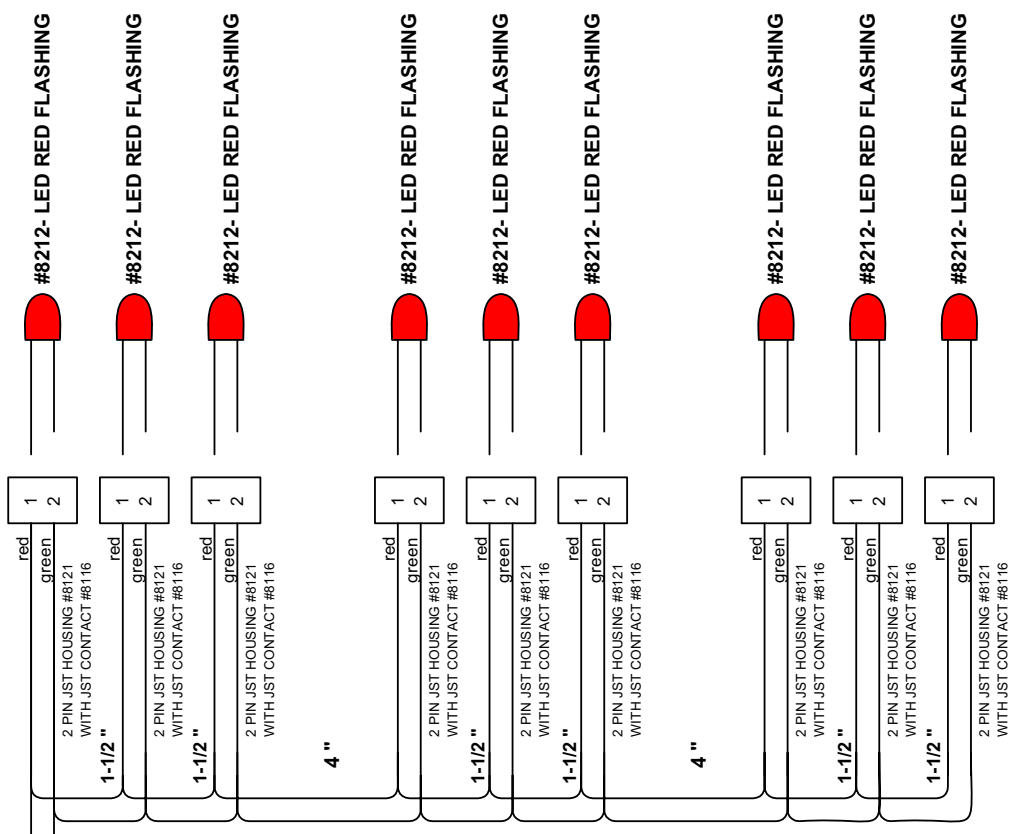 #8212- LED RED FLASHING
#8212- LED RED FLASHING
#8212- LED RED FLASHING
#8212- LED RED FLASHING
#8212- LED RED FLASHING
#8212- LED RED FLASHING
#8212- LED RED FLASHING
#8212- LED RED FLASHING
#8212- LED RED FLASHING
1
2
1
2
1
2
1
2
1
2
1
2
1
2
1
2
1
2
red
green
2 PIN JST HOUSING #8121
WITH JST CONTACT #8116
1-1/2 "
red
green
2 PIN JST HOUSING #8121
WITH JST CONTACT #8116
1-1/2 "
red
green
2 PIN JST HOUSING #8121
WITH JST CONTACT #8116
4 "
red
green
2 PIN JST HOUSING #8121
WITH JST CONTACT #8116
1-1/2 "
red
green
2 PIN JST HOUSING #8121
WITH JST CONTACT #8116
1-1/2 "
red
green
2 PIN JST HOUSING #8121
WITH JST CONTACT #8116
4 "
red
green
2 PIN JST HOUSING #8121
WITH JST CONTACT #8116
1-1/2 "
red
green
2 PIN JST HOUSING #8121
WITH JST CONTACT #8116
1-1/2 "
red
green
2 PIN JST HOUSING #8121
WITH JST CONTACT #8116